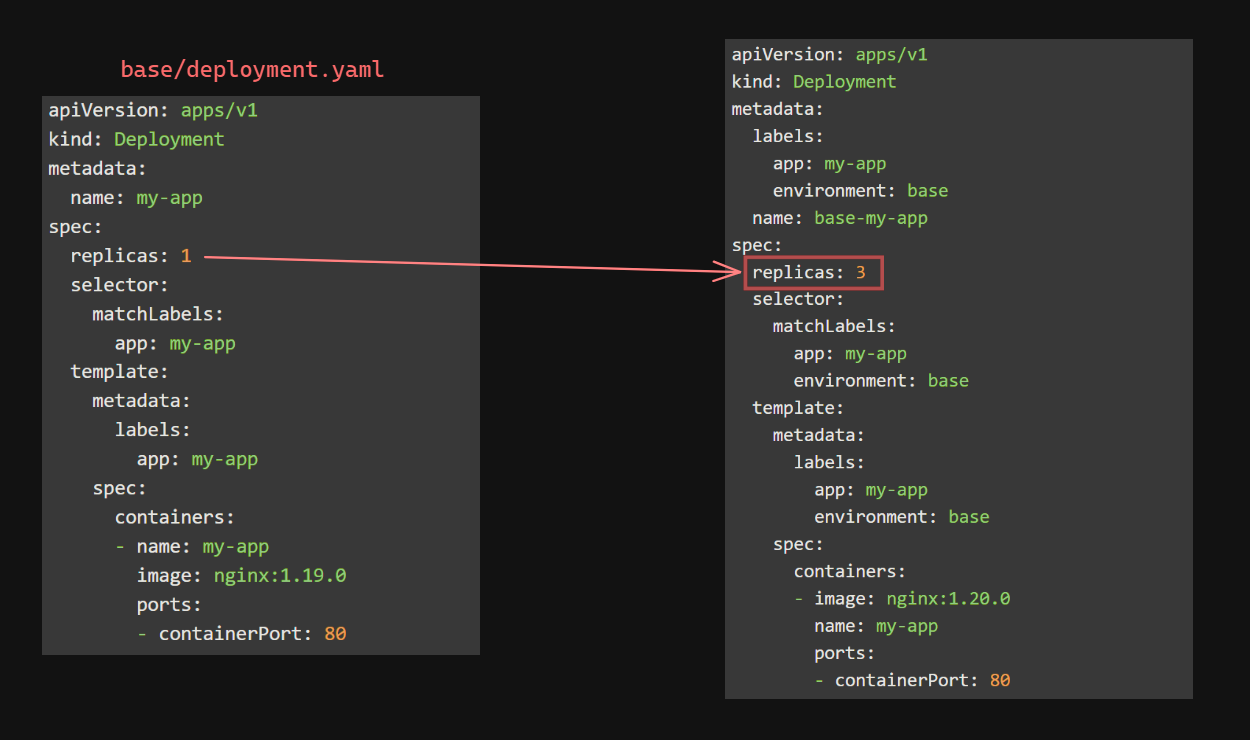 base/deployment.yaml
apiVersion: apps/v1
kind: Deployment
metadata:
  name: my-app
spec:
  replicas: 1
  selector:
    matchLabels:
      app: my-app
  template:
    metadata:
      labels:
        app: my-app
    spec:
      containers:
      - name: my-app
        image: nginx:1.19.0
        ports:
        - containerPort: 80
apiVersion: apps/v1
kind: Deployment
metadata:
  labels:
    app: my-app
    environment: base
  name: base-my-app
spec:
  replicas: 3
  selector:
    matchLabels:
      app: my-app
      environment: base
  template:
    metadata:
      labels:
        app: my-app
        environment: base
    spec:
      containers:
      - image: nginx:1.20.0
        name: my-app
        ports:
        - containerPort: 80